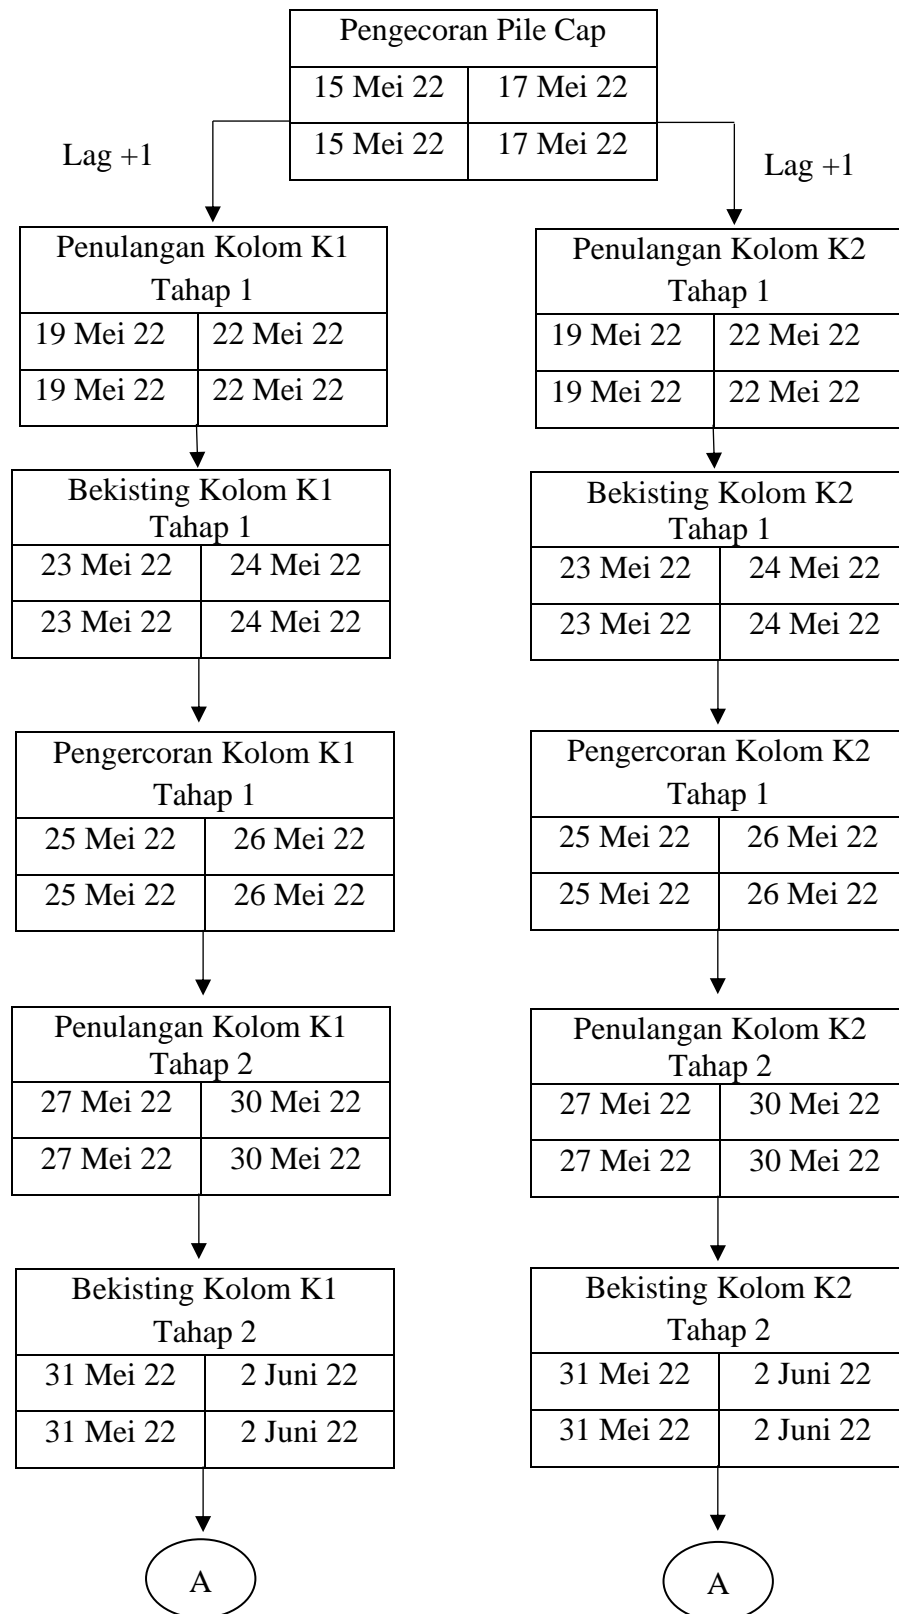 Pengecoran Pile Cap
15 Mei 22 17 Mei 22
15 Mei 22 17 Mei 22
Lag +1
Lag +1
Penulangan Kolom K1
Tahap 1
19 Mei 22 22 Mei 22
19 Mei 22 22 Mei 22
Penulangan Kolom K2
Tahap 1
19 Mei 22 22 Mei 22
19 Mei 22 22 Mei 22
Bekisting Kolom K1
Tahap 1
23 Mei 22 24 Mei 22
23 Mei 22 24 Mei 22
Bekisting Kolom K2
Tahap 1
23 Mei 22 24 Mei 22
23 Mei 22 24 Mei 22
Pengercoran Kolom K1
Tahap 1
25 Mei 22 26 Mei 22
25 Mei 22 26 Mei 22
Pengercoran Kolom K2
Tahap 1
25 Mei 22 26 Mei 22
25 Mei 22 26 Mei 22
Penulangan Kolom K1
Tahap 2
27 Mei 22 30 Mei 22
27 Mei 22 30 Mei 22
Penulangan Kolom K2
Tahap 2
27 Mei 22 30 Mei 22
27 Mei 22 30 Mei 22
Bekisting Kolom K1
Tahap 2
31 Mei 22 2 Juni 22
31 Mei 22 2 Juni 22
Bekisting Kolom K2
Tahap 2
31 Mei 22 2 Juni 22
31 Mei 22 2 Juni 22
A
A